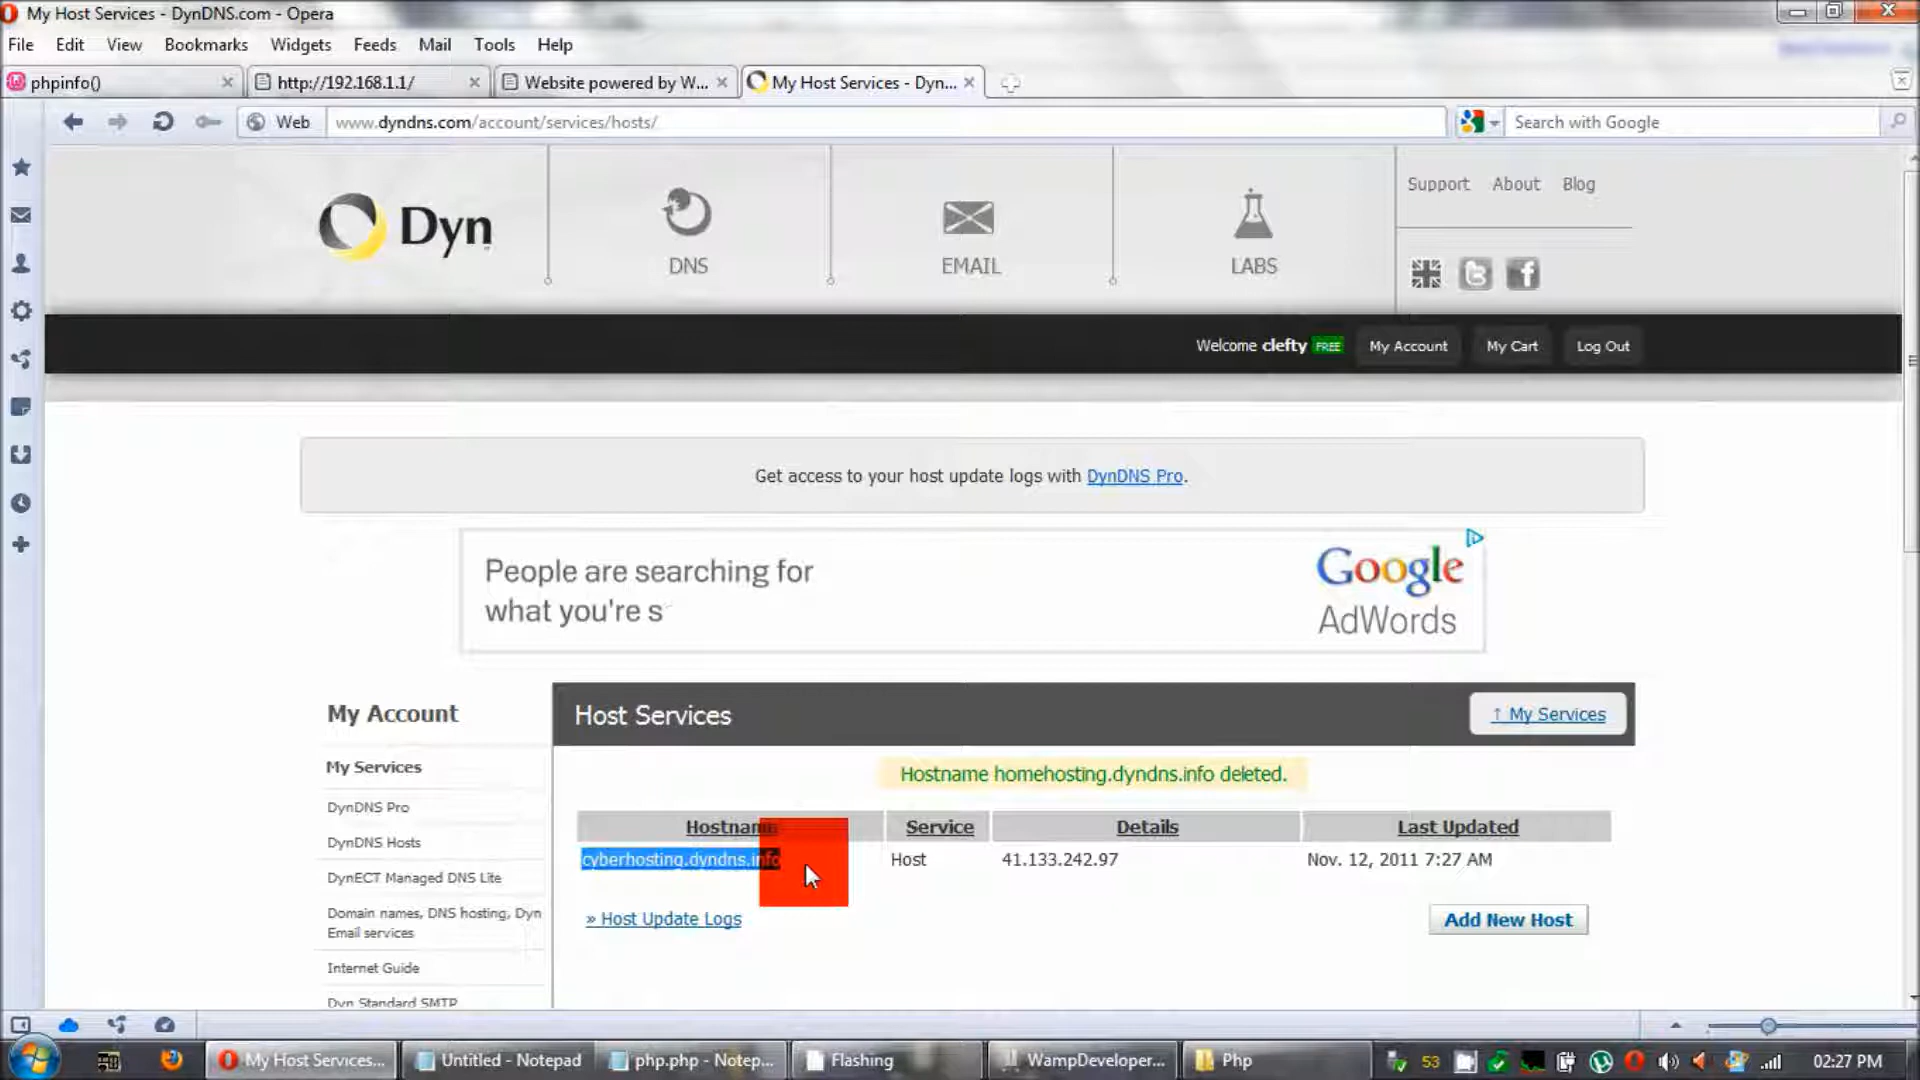 My Host Services - DynDNS.com - Opera
File Edit View Bookmarks Widgets Feeds Mail Tools Help
phpinfo()
http://192.168.1.1/
Website powered by W...
My Host Services - Dyn...
Web
www.dyndns.com/account/services/hosts/
Search with Google
Dyn
DNS
EMAIL
LABS
Support About Blog
Welcome clefty FREE
My Account
My Cart
Log Out
Get access to your host update logs with DynDNS Pro.
People are searching for
what you're s
Google
AdWords
My Account
My Services
DynDNS Pro
DynDNS Hosts
DynECT Managed DNS Lite
Domain names, DNS hosting, Dyn
Email services
Internet Guide
Dyn Standard SMTP
Host Services
↑ My Services
Hostname homehosting.dyndns.info deleted.
Hostname Service Details Last Updated
cyberhosting.dyndns.info Host 41.133.242.97 Nov. 12, 2011 7:27 AM
» Host Update Logs
Add New Host
My Host Services...
Untitled - Notepad
php.php - Notep...
Flashing
WampDeveloper...
Php
53
02:27 PM